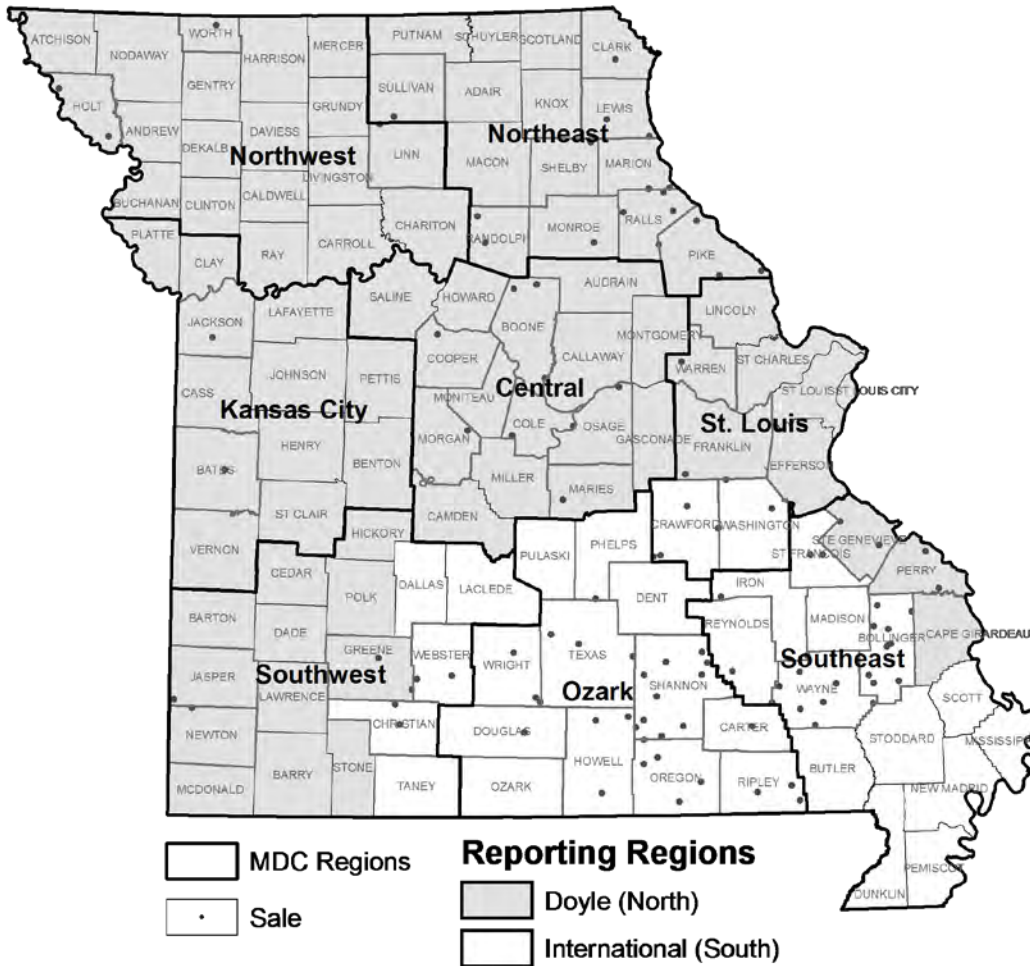 ATCHISON
NODAWAY
WORTH
HARRISON
MERCER
PUTNAM
SCHUYLER
SCOTLAND
CLARK
HOLT
GENTRY
GRUNDY
SULLIVAN
ADAIR
KNOX
LEWIS
ANDREW
DEKALB
DAVIESS
Northwest
LIVINGSTON
LINN
MACON
Northeast
SHELBY
MARION
BUCHANAN
CLINTON
CALDWELL
CHARITON
RANDOLPH
MONROE
RALLS
PLATTE
CLAY
RAY
CARROLL
PIKE
SALINE
HOWARD
BOONE
AUDRAIN
LINCOLN
JACKSON
LAFAYETTE
COOPER
CALLAWAY
MONTGOMERY
WARREN
ST CHARLES
CASS
JOHNSON
PETTIS
Kansas City
MONITEAU
Central
ST LOUIS
ST LOUIS CITY
St. Louis
BATES
HENRY
BENTON
MORGAN
COLE
OSAGE
GASCONADE
FRANKLIN
JEFFERSON
MILLER
MARIES
ST CLAIR
CAMDEN
VERNON
HICKORY
PULASKI
PHELPS
CRAWFORD
WASHINGTON
STE GENEVIEVE
ST FRANCOIS
PERRY
CEDAR
DALLAS
LACLEDE
DENT
IRON
BARTON
POLK
REYNOLDS
MADISON
BOLLINGER
CAPE GIRARDEAU
DADE
GREENE
WEBSTER
WRIGHT
TEXAS
SHANNON
Southeast
JASPER
Southwest
Ozark
WAYNE
SCOTT
LAWRENCE
CHRISTIAN
DOUGLAS
CARTER
STODDARD
MISSISSIPPI
NEWTON
STONE
HOWELL
OREGON
RIPLEY
BUTLER
MCDONALD
BARRY
TANEY
OZARK
NEW MADRID
PEMISCOT
DUNKLIN
MDC Regions
Sale
Reporting Regions
Doyle (North)
International (South)